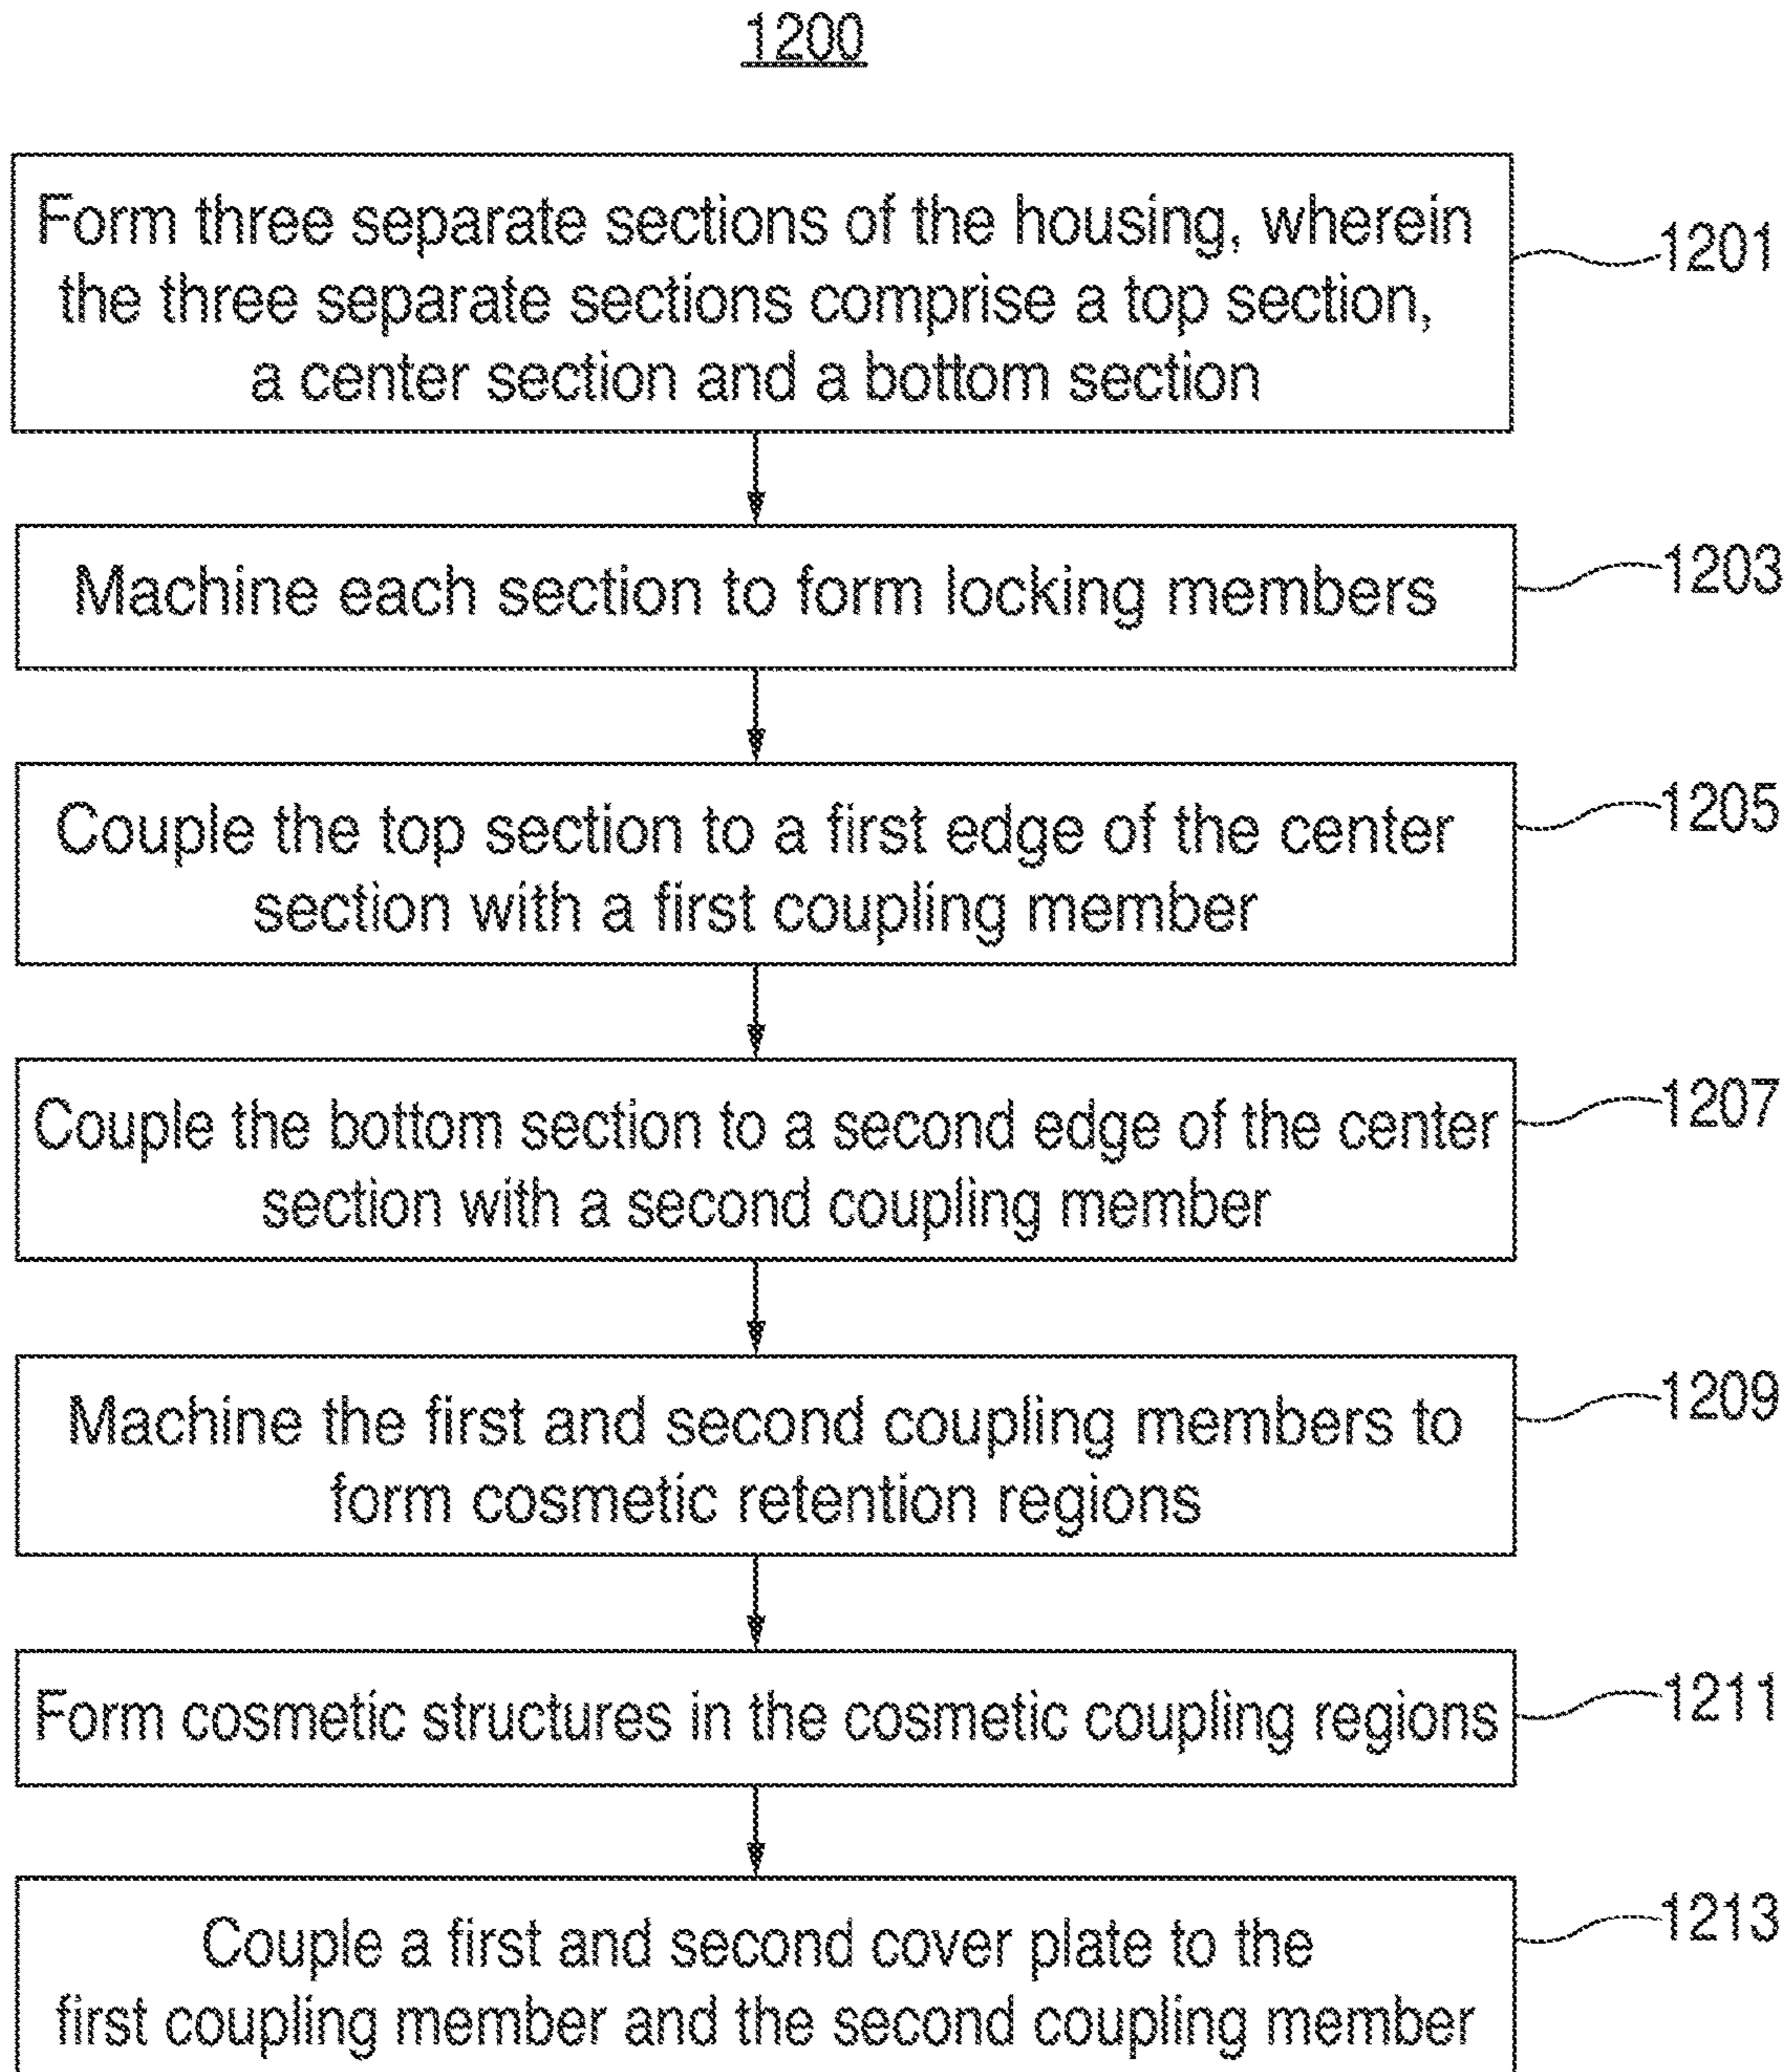 1200
Form three separate sections of the housing, wherein
1201
the three separate sections comprise a top section,
a center section and a bottom section
Machine each section to form locking members
1203
Couple the top section to a first edge of the center
1205
section with a first coupling member
Couple the bottom section to a second edge of the center
1207
section with a second coupling member
Machine the first and second coupling members to
1209
form cosmetic retention regions
Form cosmetic structures in the cosmetic coupling regions
1211
Couple a first and second cover plate to the
1213
first coupling member and the second coupling member